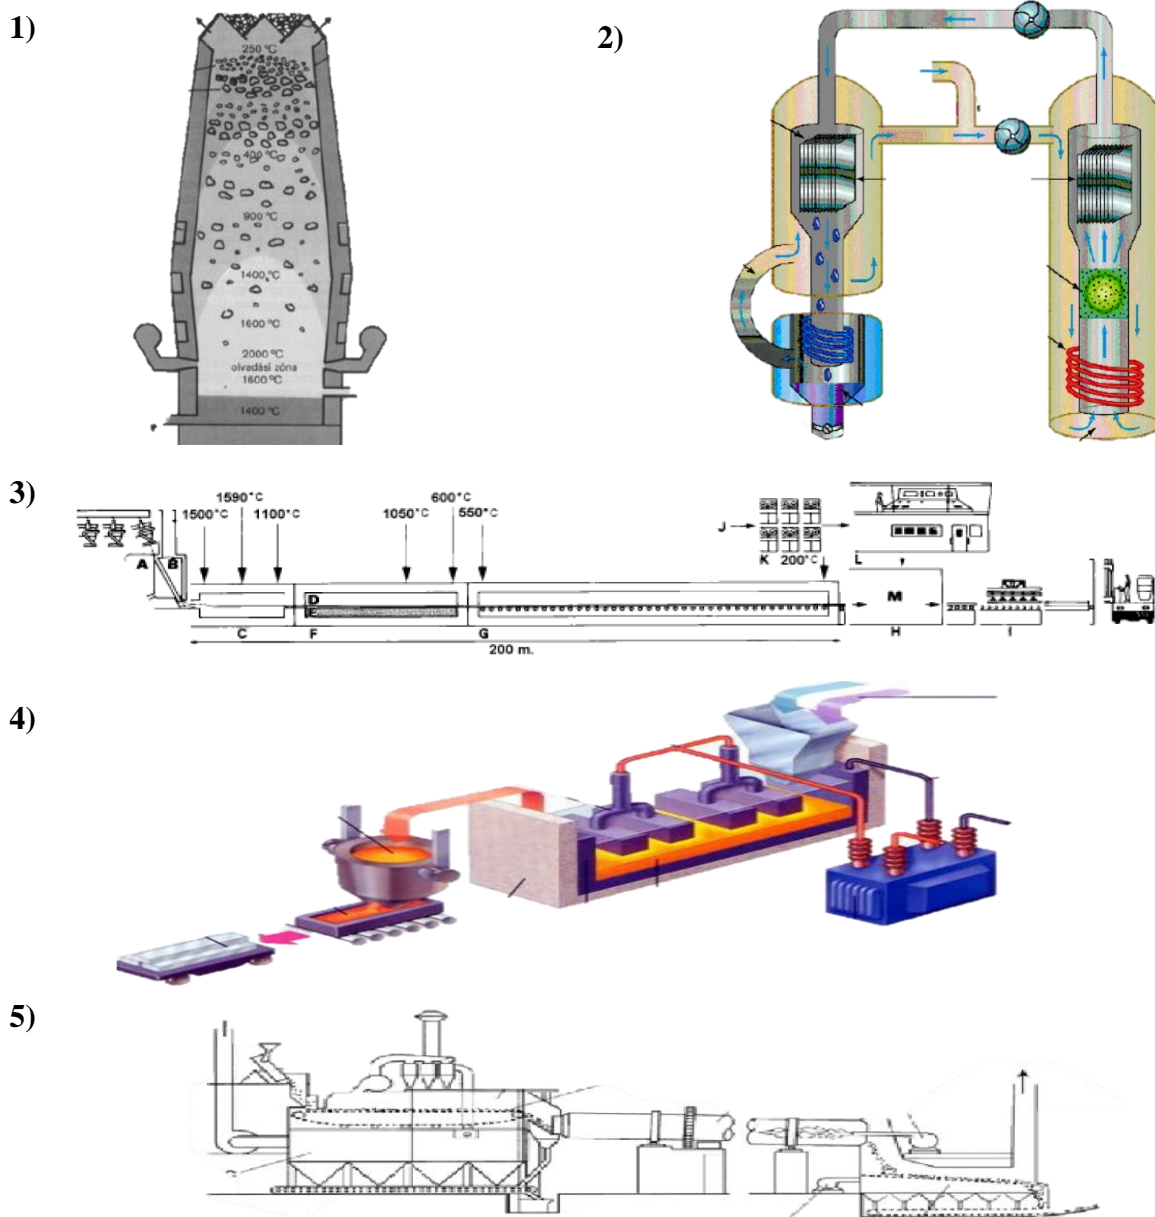 1)
250 °C
400 °C
900 °C
1400 °C
1600 °C
2000 °C
olvadási zóna
1600 °C
1400 °C
2)
3)
1590°C
1500°C
1100°C
1050°C
600°C
550°C
J
K 200°C
L
A B
D
E
M
C F G H I
200 m.
4)
5)